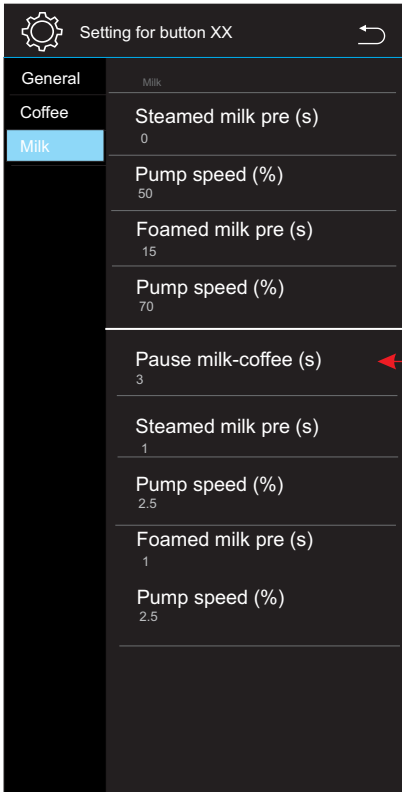 Setting for button XX
General
Coffee
Milk
Milk
Steamed milk pre (s)
0
Pump speed (%)
50
Foamed milk pre (s)
15
Pump speed (%)
70
Pause milk-coffee (s)
3
Steamed milk pre (s)
1
Pump speed (%)
2.5
Foamed milk pre (s)
1
Pump speed (%)
2.5